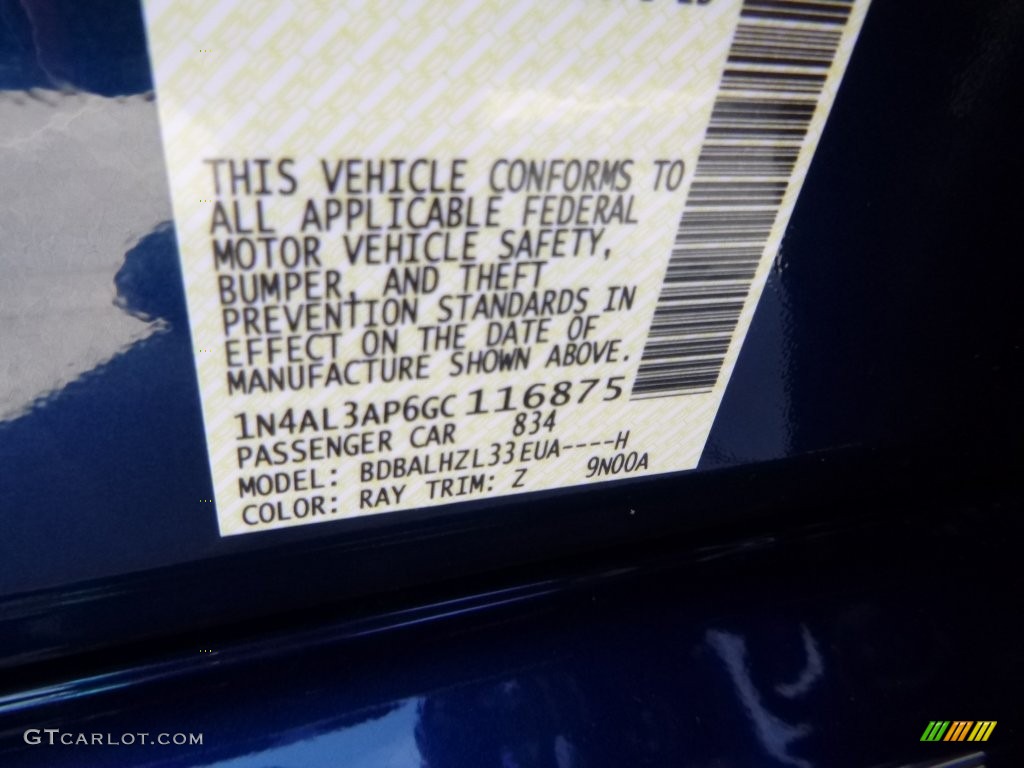 THIS VEHICLE CONFORMS TO
ALL APPLICABLE FEDERAL
MOTOR VEHICLE SAFETY,
BUMPER, AND THEFT
PREVENTION STANDARDS IN
EFFECT ON THE DATE OF
MANUFACTURE SHOWN ABOVE.
1N4AL3AP6GC116875
PASSENGER CAR 834
MODEL: BDBALHZL33EUA----H
COLOR: RAY TRIM: Z 9N00A
GTCARLOT.COM